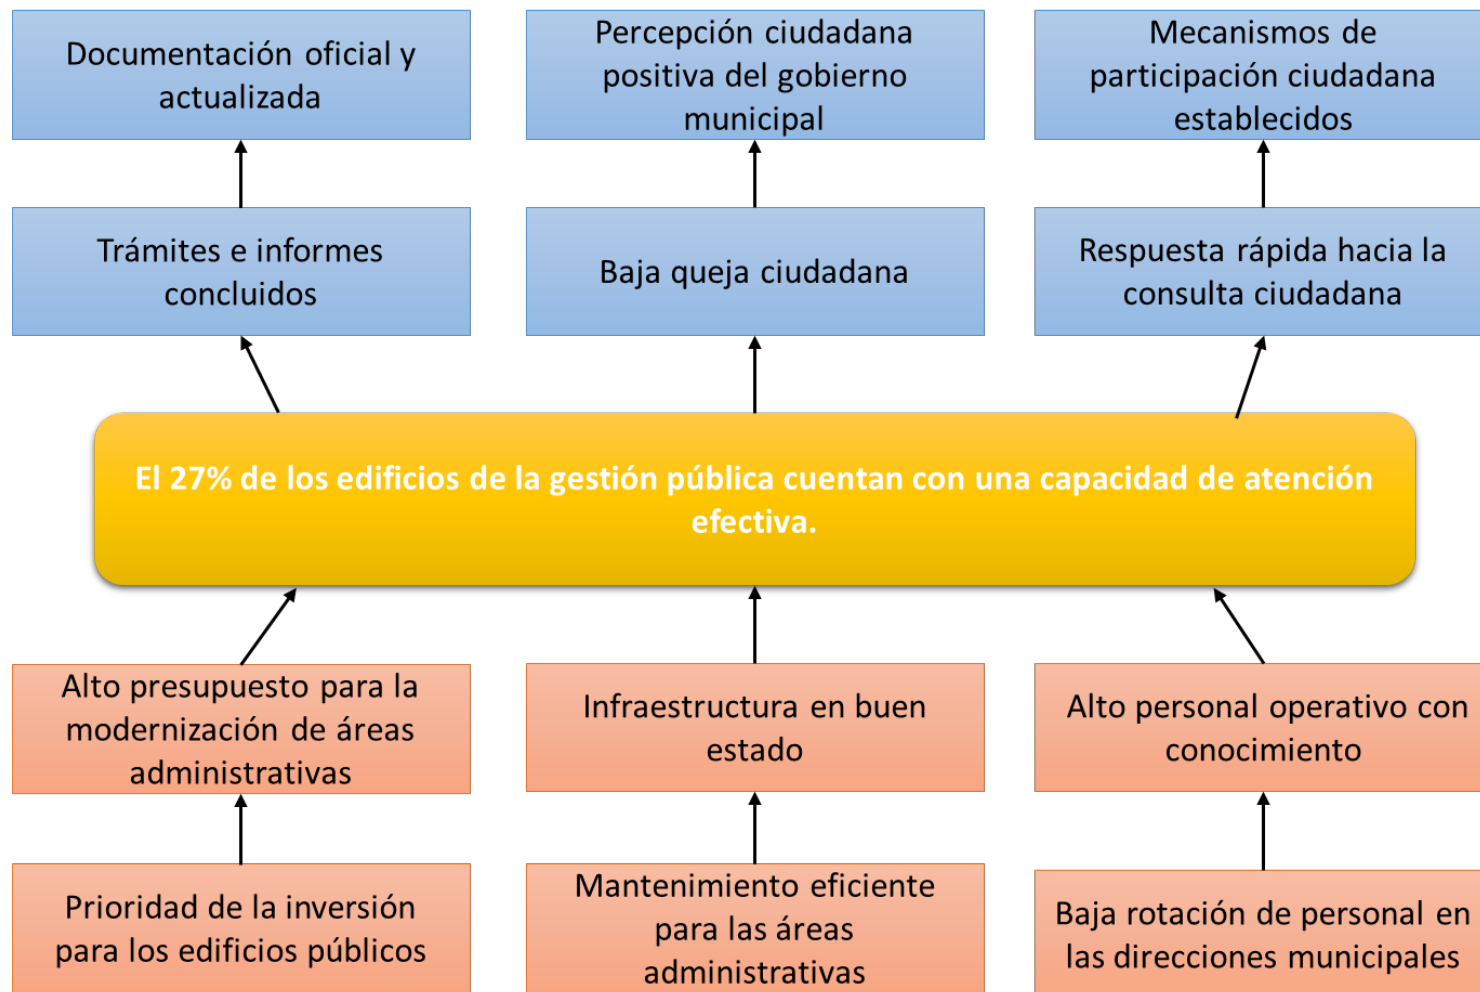 Documentación oficial y
actualizada
Percepción ciudadana
positiva del gobierno
municipal
Mecanismos de
participación ciudadana
establecidos
Trámites e informes
concluidos
Baja queja ciudadana
Respuesta rápida hacia la
consulta ciudadana
El 27% de los edificios de la gestión pública cuentan con una capacidad de atención
efectiva.
Alto presupuesto para la
modernización de áreas
administrativas
Infraestructura en buen
estado
Alto personal operativo con
conocimiento
Prioridad de la inversión
para los edificios públicos
Mantenimiento eficiente
para las áreas
administrativas
Baja rotación de personal en
las direcciones municipales